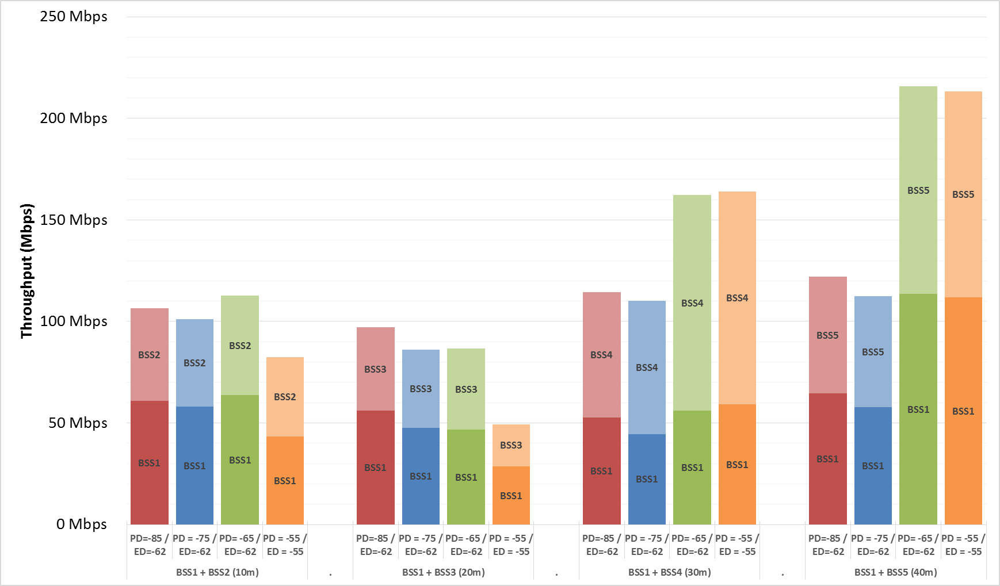 250 Mbps
200 Mbps
150 Mbps
100 Mbps
50 Mbps
0 Mbps
Throughput (Mbps)
BSS2
BSS1
BSS2
BSS1
BSS2
BSS1
BSS2
BSS1
BSS3
BSS1
BSS3
BSS1
BSS3
BSS1
BSS3
BSS1
BSS4
BSS1
BSS4
BSS1
BSS4
BSS1
BSS4
BSS1
BSS5
BSS1
BSS5
BSS1
BSS5
BSS1
BSS5
BSS1
PD=-85 /
ED=-62
PD = -75 /
ED=-62
PD= -65 /
ED=-62
PD = -55 /
ED = -55
PD=-85 /
ED=-62
PD = -75 /
ED=-62
PD= -65 /
ED=-62
PD = -55 /
ED = -55
PD=-85 /
ED=-62
PD = -75 /
ED=-62
PD= -65 /
ED=-62
PD = -55 /
ED = -55
PD=-85 /
ED=-62
PD = -75 /
ED=-62
PD= -65 /
ED=-62
PD = -55 /
ED = -55
BSS1 + BSS2 (10m)
.
BSS1 + BSS3 (20m)
.
BSS1 + BSS4 (30m)
.
BSS1 + BSS5 (40m)